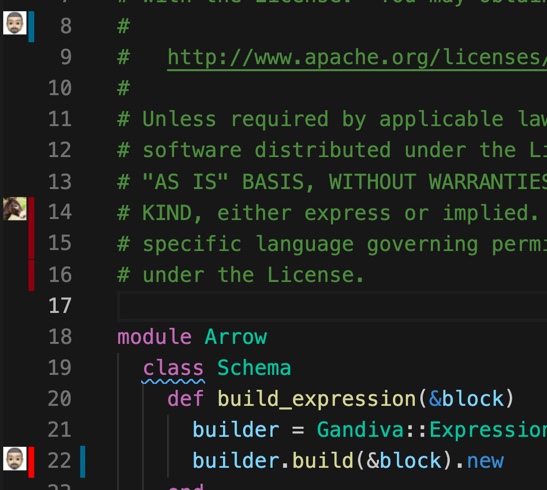 8 #
9 # http://www.apache.org/licenses/
10 #
11 # Unless required by applicable law
12 # software distributed under the Li
13 # "AS IS" BASIS, WITHOUT WARRANTIES
14 # KIND, either express or implied.
15 # specific language governing permi
16 # under the License.
17
18 module Arrow
19 class Schema
20 def build_expression(&block)
21 builder = Gandiva::Expression
22 builder.build(&block).new